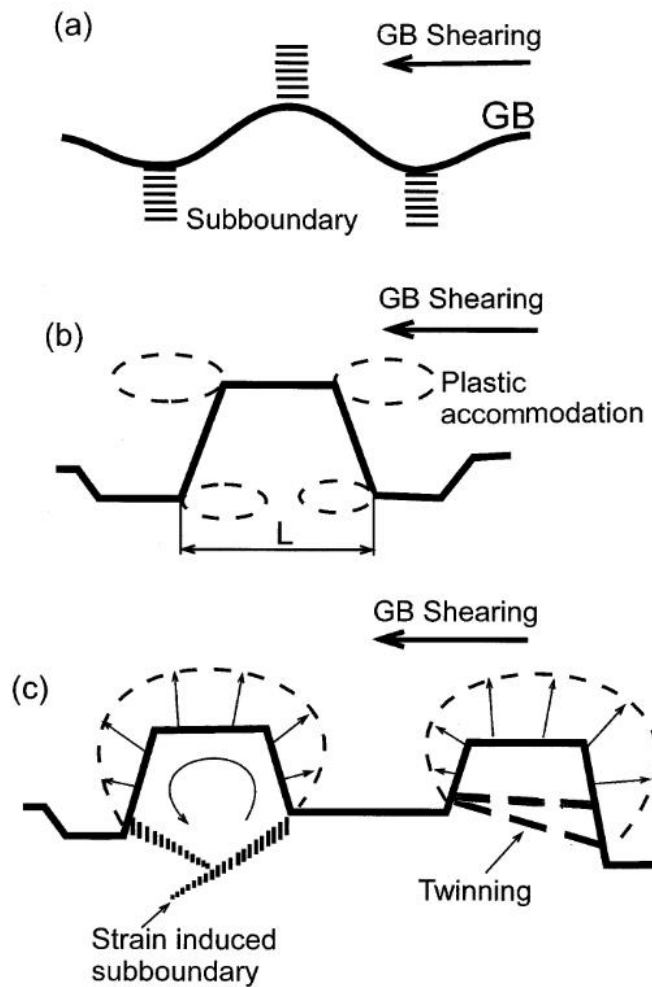 (a)
GB Shearing
GB
Subboundary
GB Shearing
(b)
Plastic
accommodation
L
GB Shearing
(c)
Twinning
Strain induced
subboundary